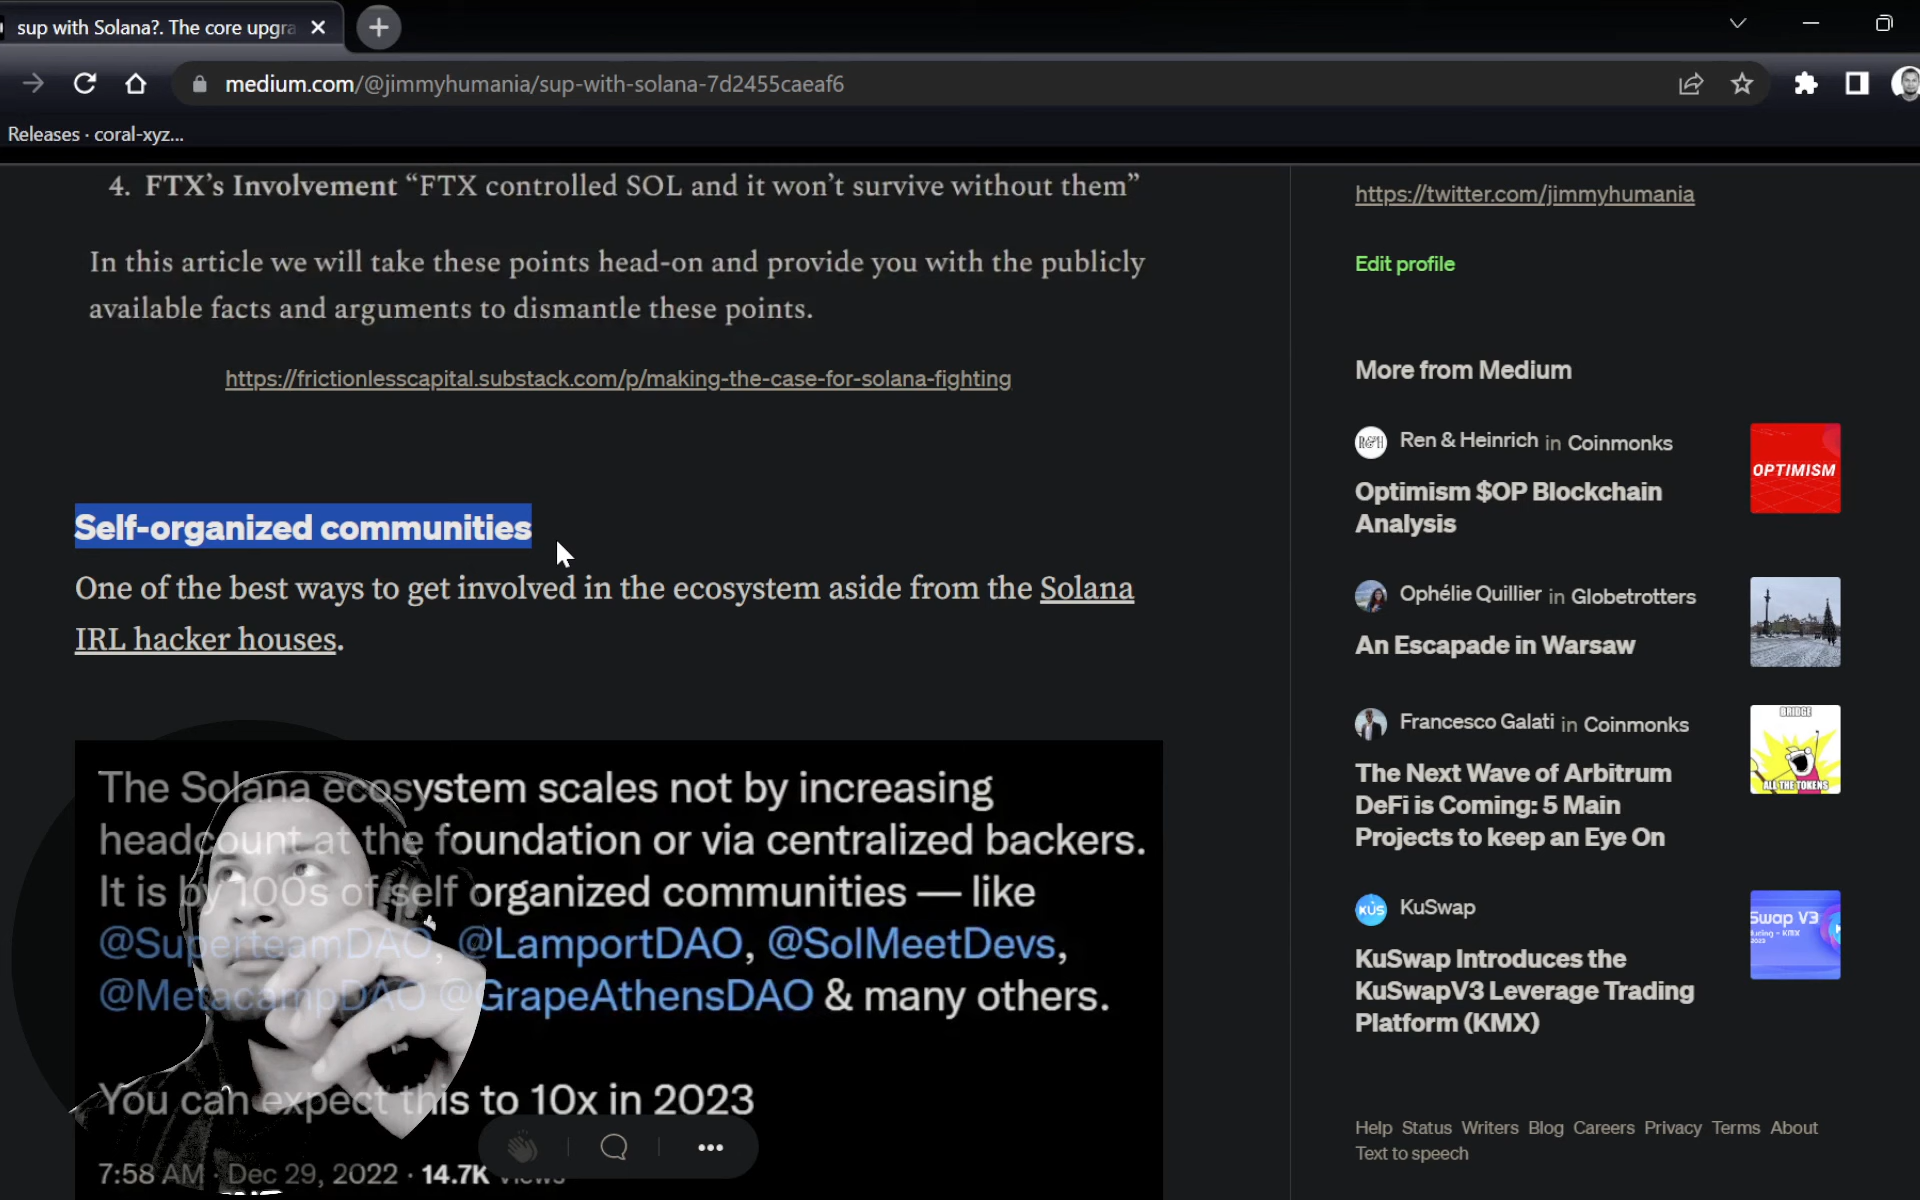 sup with Solana?. The core upgra
medium.com/@jimmyhumania/sup-with-solana-7d2455caeaf6
Releases · coral-xyz...
4. FTX’s Involvement “FTX controlled SOL and it won’t survive without them”
In this article we will take these points head-on and provide you with the publicly
available facts and arguments to dismantle these points.
https://frictionlesscapital.substack.com/p/making-the-case-for-solana-fighting
Self-organized communities
One of the best ways to get involved in the ecosystem aside from the Solana
IRL hacker houses.
The Solana ecosystem scales not by increasing
headcount at the foundation or via centralized backers.
It is by 100s of self organized communities — like
@SuperteamDAO, @LamportDAO, @SolMeetDevs,
@MetacampDAO @GrapeAthensDAO & many others.
You can expect this to 10x in 2023
7:58 AM · Dec 29, 2022 · 14.7K Views
https://twitter.com/jimmyhumania
Edit profile
More from Medium
R&H
Ren & Heinrich in Coinmonks
Optimism $OP Blockchain
Analysis
OPTIMISM
Ophélie Quillier in Globetrotters
An Escapade in Warsaw
Francesco Galati in Coinmonks
The Next Wave of Arbitrum
DeFi is Coming: 5 Main
Projects to keep an Eye On
BRIDGE
ALL THE TOKENS
KUS
KuSwap
KuSwap Introduces the
KuSwapV3 Leverage Trading
Platform (KMX)
Swap V3
Help Status Writers Blog Careers Privacy Terms About
Text to speech